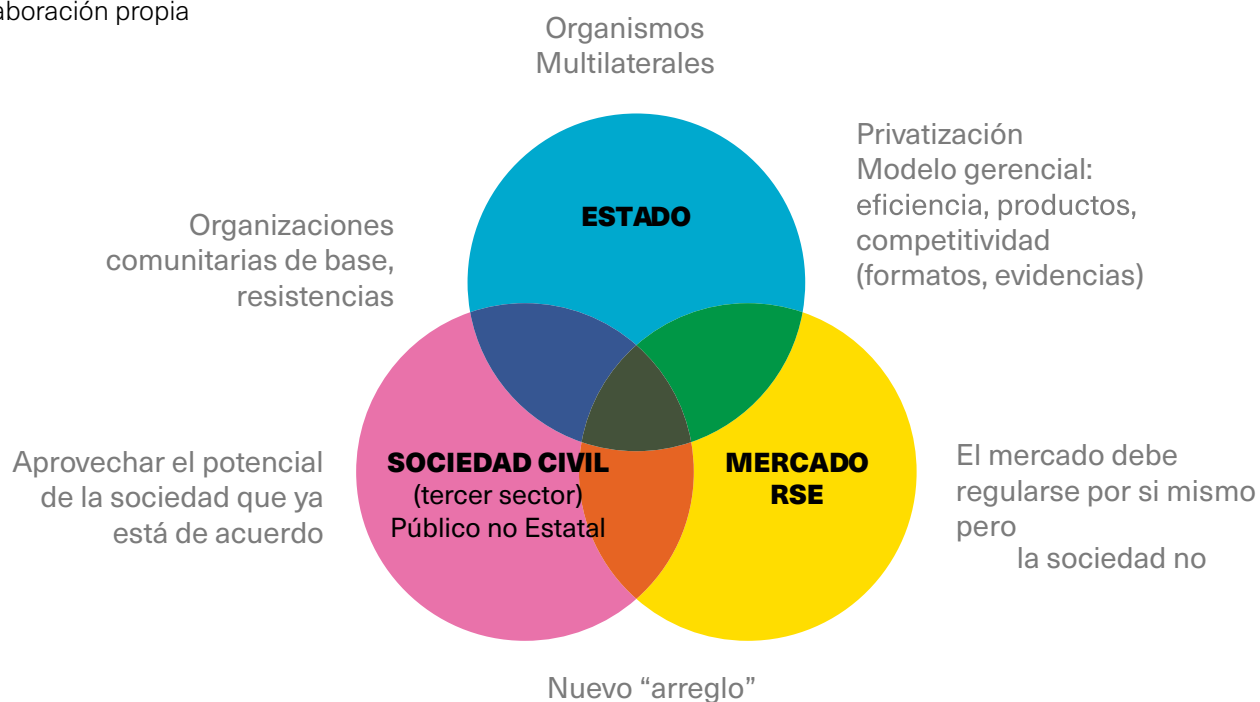 aboración propia
Organismos
Multilaterales
Privatización
Modelo gerencial:
eficiencia, productos,
competitividad
(formatos, evidencias)
ESTADO
Organizaciones
comunitarias de base,
resistencias
Aprovechar el potencial
de la sociedad que ya
está de acuerdo
SOCIEDAD CIVIL
(tercer sector)
Público no Estatal
MERCADO
RSE
El mercado debe
regularse por si mismo
pero
la sociedad no
Nuevo “arreglo”